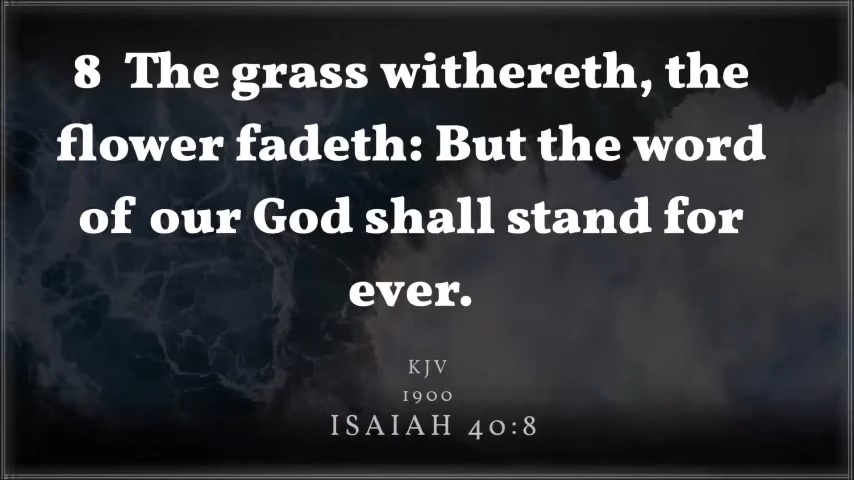 8 The grass withereth, the
flower fadeth: But the word
of our God shall stand for
ever.
KJV
1900
ISAIAH 40:8